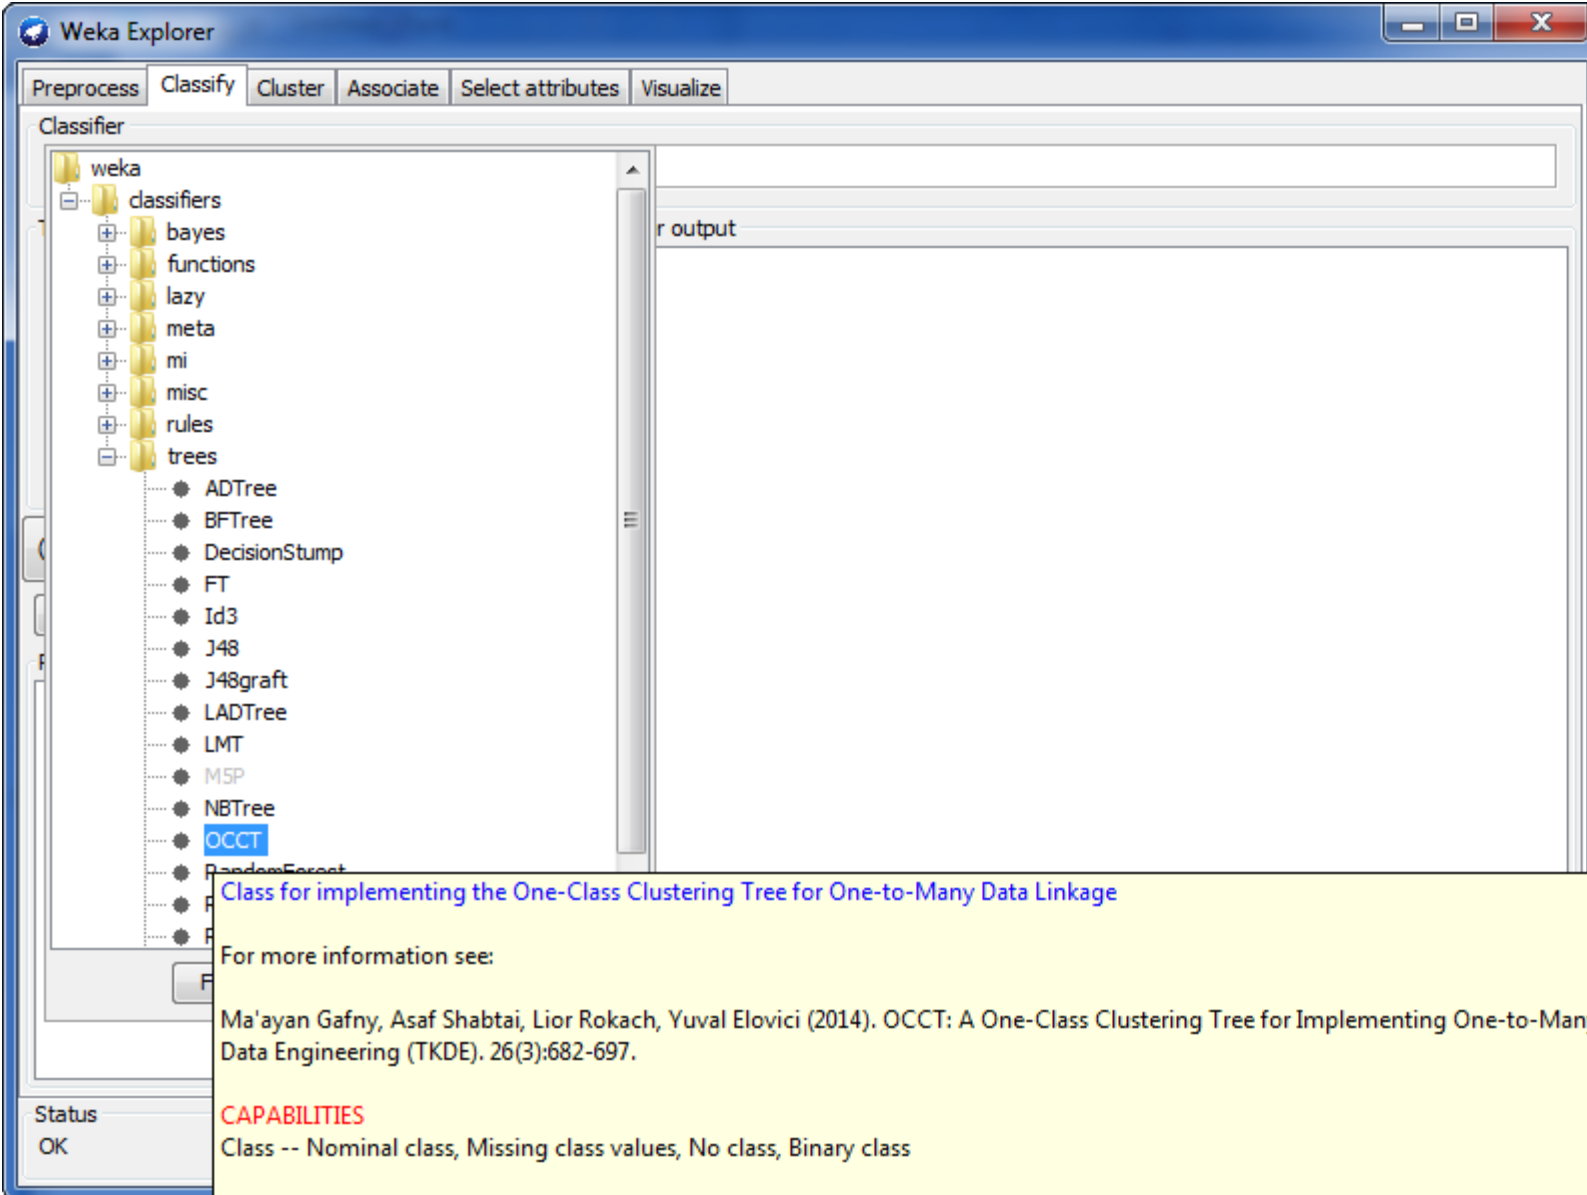 Weka Explorer
Preprocess Classify Cluster Associate Select attributes Visualize
Classifier
weka
classifiers
bayes
r output
functions
lazy
meta
mi
misc
rules
trees
ADTree
BFTree
DecisionStump
FT
Id3
J48
J48graft
LADTree
LMT
M5P
NBTree
OCCT
RandomForest
Class for implementing the One-Class Clustering Tree for One-to-Many Data Linkage
For more information see:
Ma'ayan Gafny, Asaf Shabtai, Lior Rokach, Yuval Elovici (2014). OCCT: A One-Class Clustering Tree for Implementing One-to-Man
Data Engineering (TKDE). 26(3):682-697.
Status
CAPABILITIES
OK
Class -- Nominal class, Missing class values, No class, Binary class